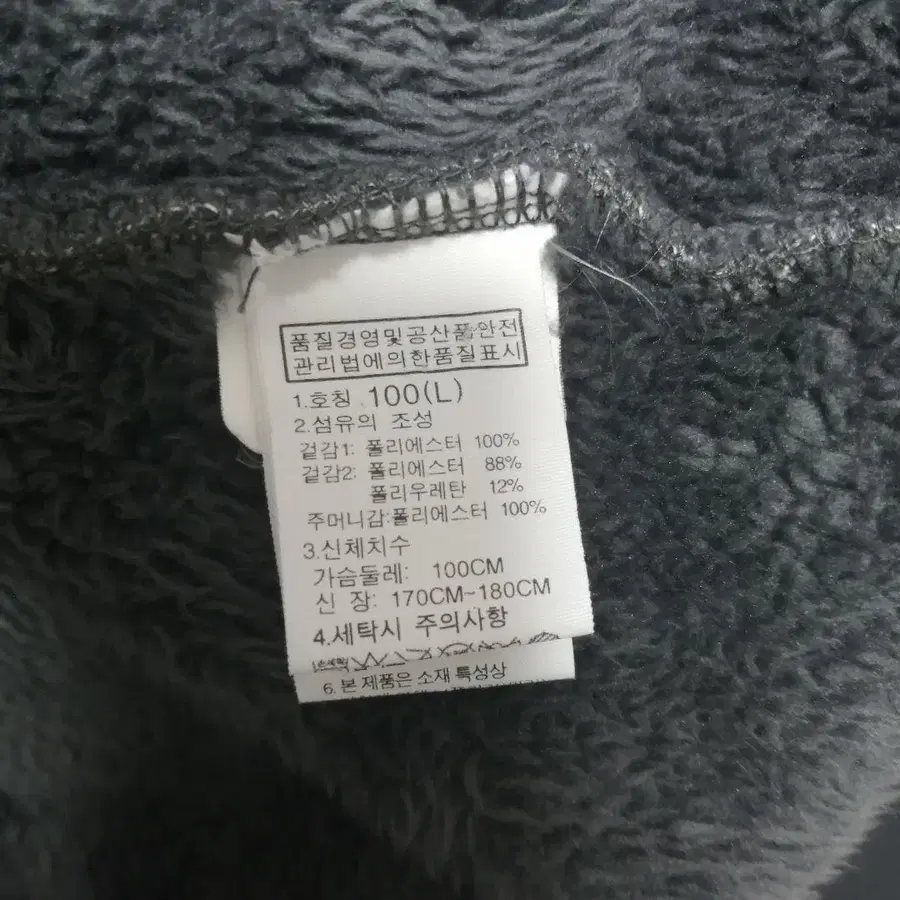 품질경영및공산품안전
관리법에의한품질표시
1.호칭 100(L)
2.섬유의 조성
겉감1: 폴리에스터 100%
겉감2: 폴리에스터 88%
폴리우레탄 12%
주머니감:폴리에스터 100%
3.신체치수
가슴둘레: 100CM
신 장: 170CM~180CM
4.세탁시 주의사항
6.본 제품은 소재 특성상